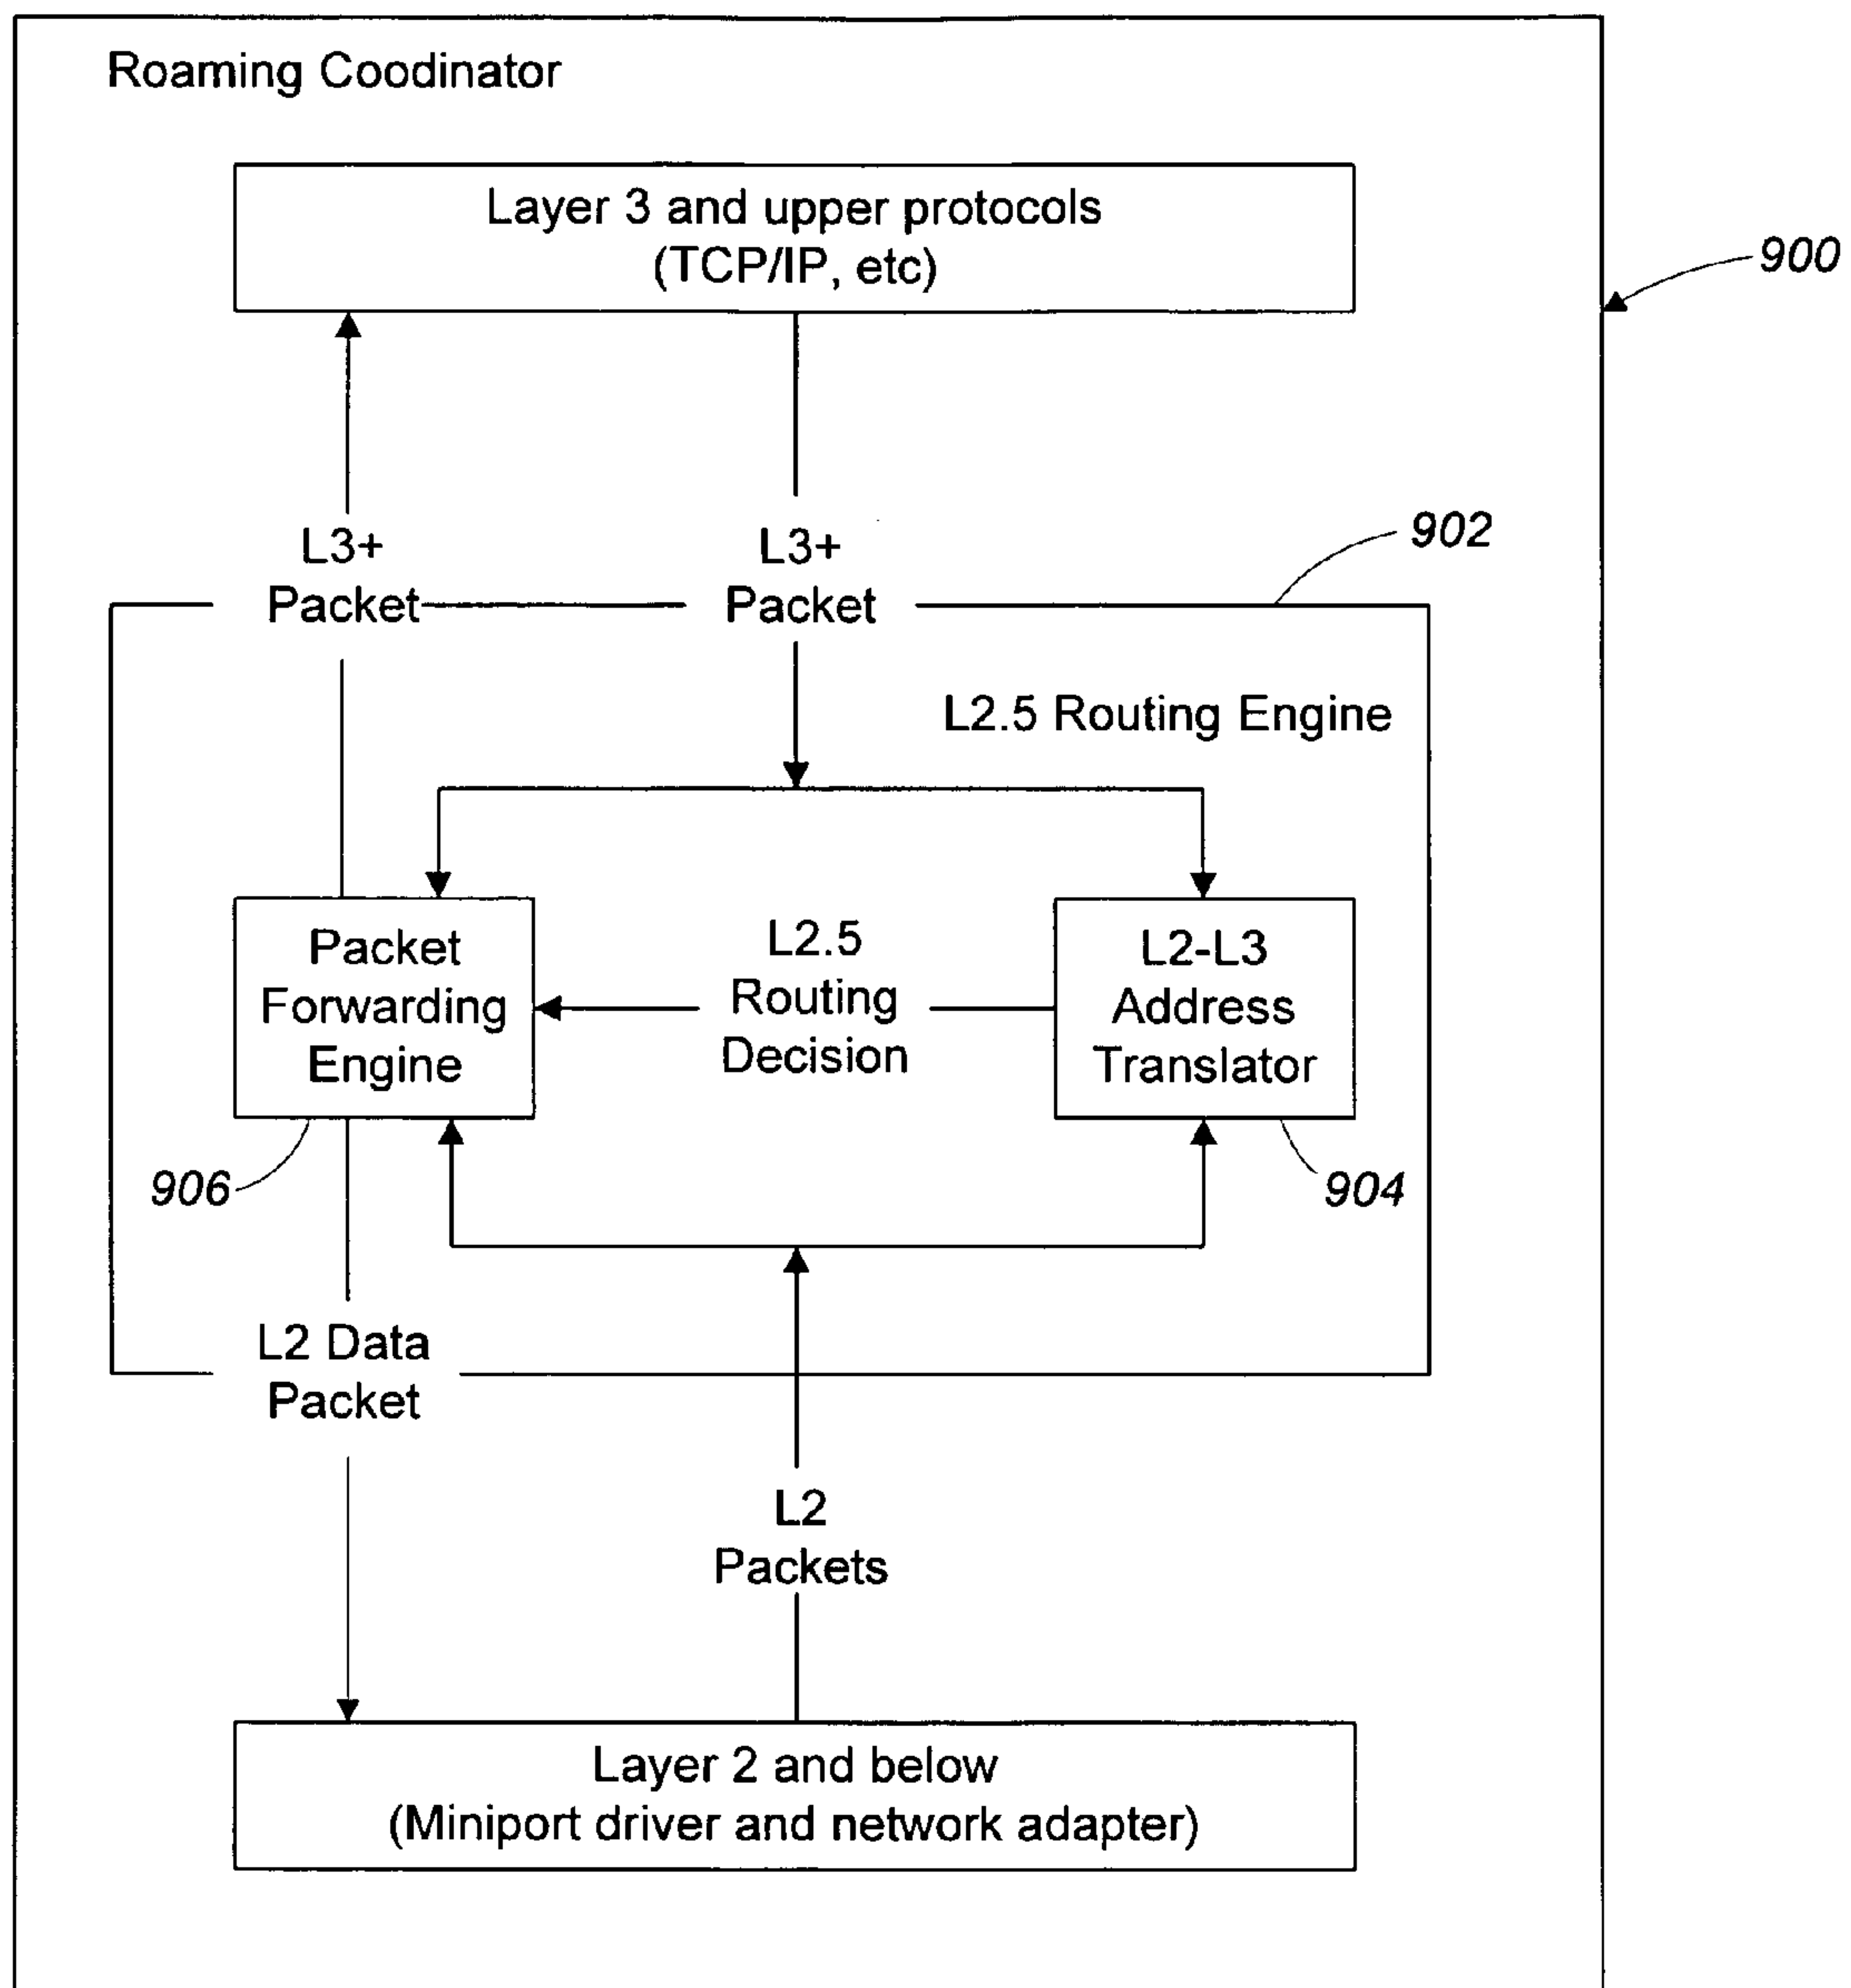 Roaming Coodinator
Layer 3 and upper protocols
(TCP/IP, etc)
900
L3+
Packet
L3+
Packet
902
L2.5 Routing Engine
Packet
Forwarding
Engine
L2.5
Routing
Decision
L2-L3
Address
Translator
906
904
L2 Data
Packet
L2
Packets
Layer 2 and below
(Miniport driver and network adapter)